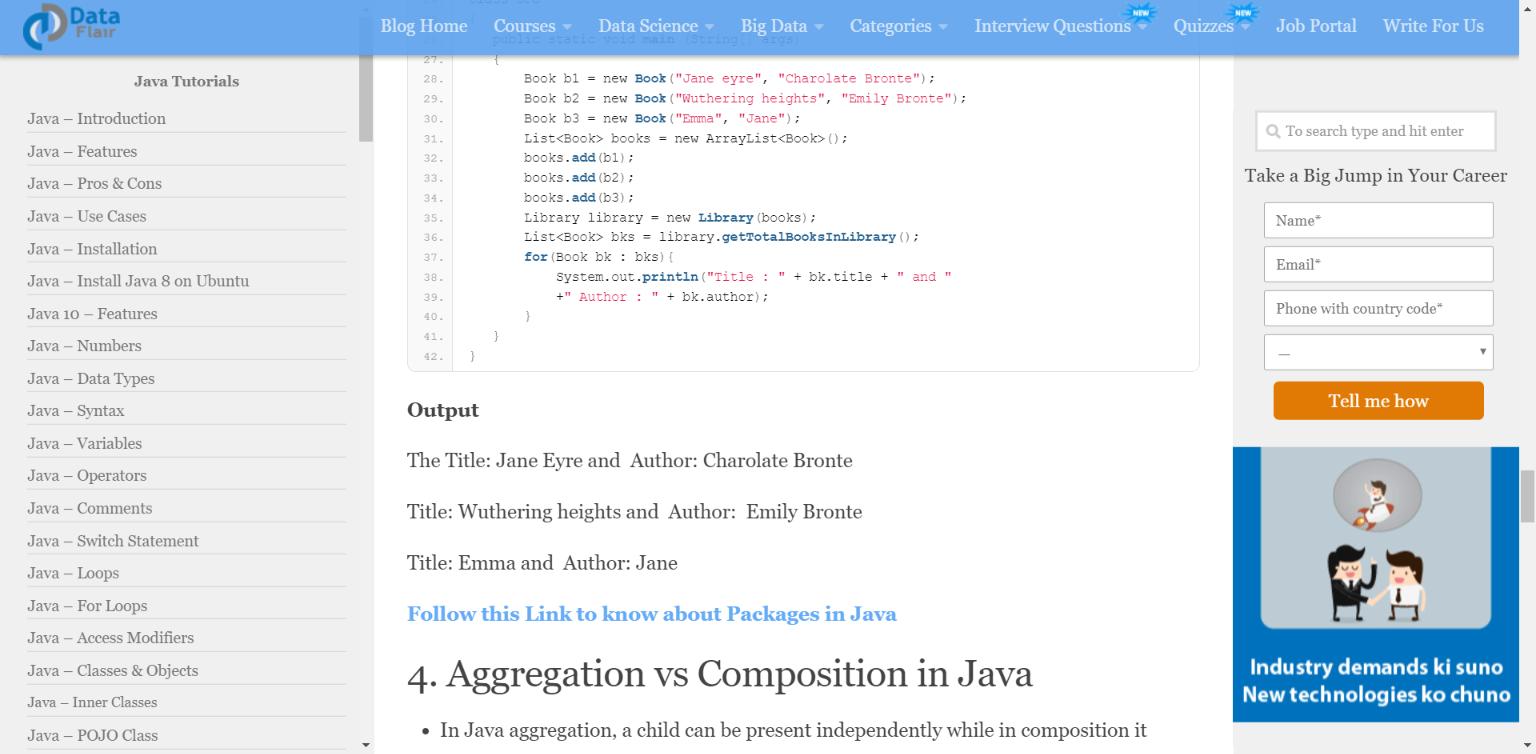 Data
Flair
Blog Home Courses Data Science Big Data Categories Interview Questions NEW Quizzes NEW Job Portal Write For Us
Java Tutorials
Java – Introduction
Java – Features
Java – Pros & Cons
Java – Use Cases
Java – Installation
Java – Install Java 8 on Ubuntu
Java 10 – Features
Java – Numbers
Java – Data Types
Java – Syntax
Java – Variables
Java – Operators
Java – Comments
Java – Switch Statement
Java – Loops
Java – For Loops
Java – Access Modifiers
Java – Classes & Objects
Java – Inner Classes
Java – POJO Class
public static void main (String[] args)
27. {
28. Book b1 = new Book("Jane eyre", "Charolate Bronte");
29. Book b2 = new Book("Wuthering heights", "Emily Bronte");
30. Book b3 = new Book("Emma", "Jane");
31. List<Book> books = new ArrayList<Book>();
32. books.add(b1);
33. books.add(b2);
34. books.add(b3);
35. Library library = new Library(books);
36. List<Book> bks = library.getTotalBooksInLibrary();
37. for(Book bk : bks){
38. System.out.println("Title : " + bk.title + " and "
39. +" Author : " + bk.author);
40. }
41. }
42. }
Output
The Title: Jane Eyre and  Author: Charolate Bronte
Title: Wuthering heights and  Author:  Emily Bronte
Title: Emma and  Author: Jane
Follow this Link to know about Packages in Java
4. Aggregation vs Composition in Java
• In Java aggregation, a child can be present independently while in composition it
To search type and hit enter
Take a Big Jump in Your Career
Name*
Email*
Phone with country code*
—
Tell me how
Industry demands ki suno
New technologies ko chuno